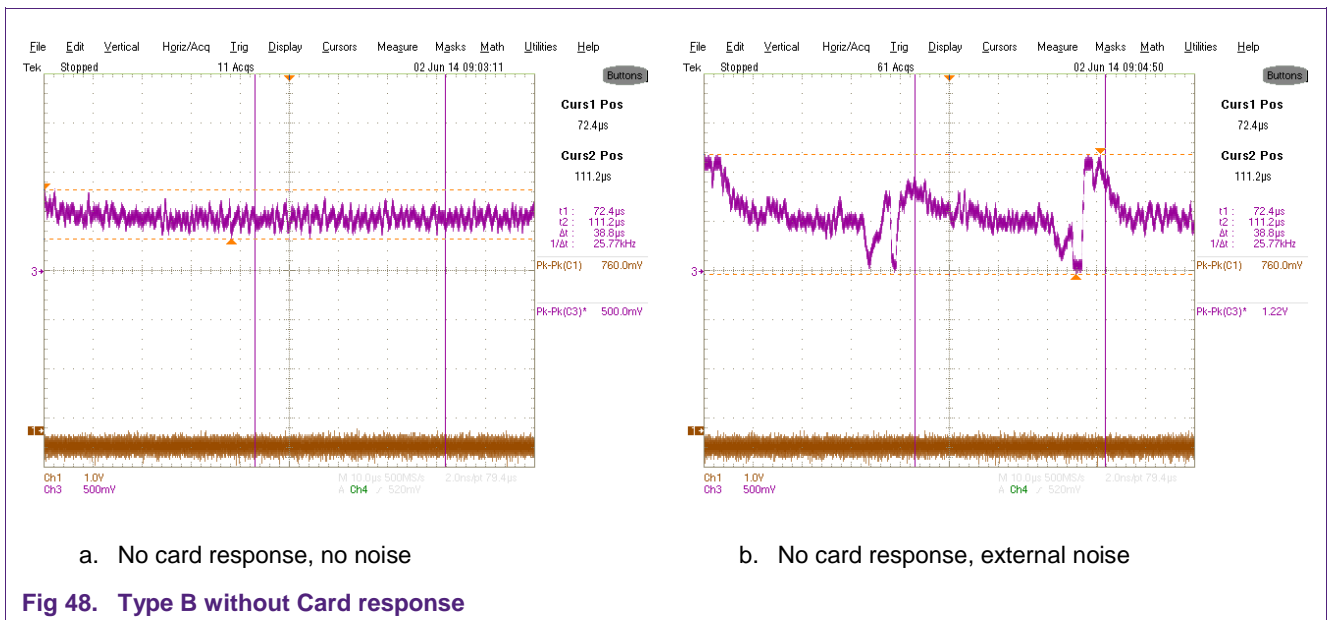 File Edit Vertical Horiz/Acq Trig Display Cursors Measure Masks Math Utilities Help
Tek Stopped 11 Acqs 02 Jun 14 09:03:11
Buttons
Curs1 Pos
72.4µs
Curs2 Pos
111.2µs
t1 : 72.4µs
t2 : 111.2µs
Δt : 38.8µs
1/Δt : 25.77kHz
Pk-Pk(C1) 760.0mV
3
Pk-Pk(C3)* 500.0mV
1
Ch1 1.0V M 10.0µs 500MS/s 2.0ns/pt 79.4µs
Ch3 500mV A Ch4 / 520mV
a. No card response, no noise
File Edit Vertical Horiz/Acq Trig Display Cursors Measure Masks Math Utilities Help
Tek Stopped 61 Acqs 02 Jun 14 09:04:50
Buttons
Curs1 Pos
72.4µs
Curs2 Pos
111.2µs
t1 : 72.4µs
t2 : 111.2µs
Δt : 38.8µs
1/Δt : 25.77kHz
Pk-Pk(C1) 760.0mV
3
Pk-Pk(C3)* 1.22V
1
Ch1 1.0V M 10.0µs 500MS/s 2.0ns/pt 79.4µs
Ch3 500mV A Ch4 / 520mV
b. No card response, external noise
Fig 48. Type B without Card response